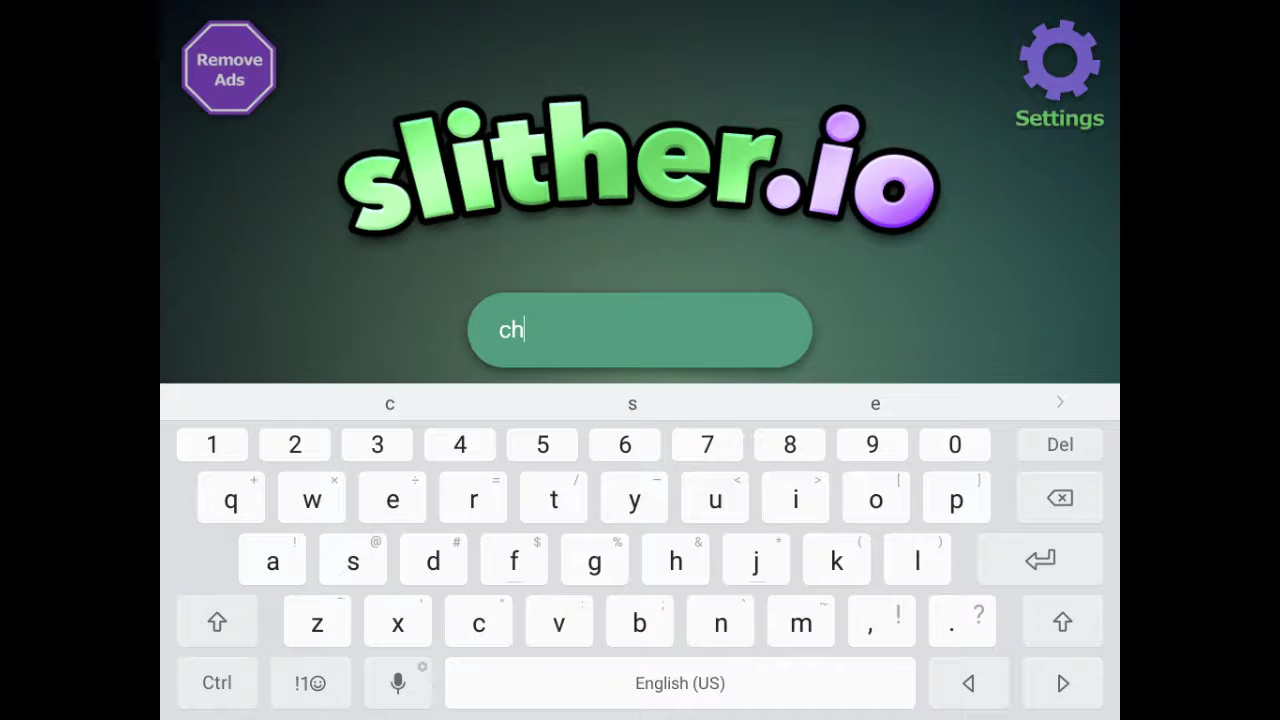 Remove
Ads
Settings
slither.io
ch
c s e >
1 2 3 4 5 6 7 8 9 0 Del
+ × ÷ = / – < > [ ]
q w e r t y u i o p
! @ # $ % & * ( )
a s d f g h j k l
z x c v b n m , ! . ?
Ctrl !1☺ English (US)